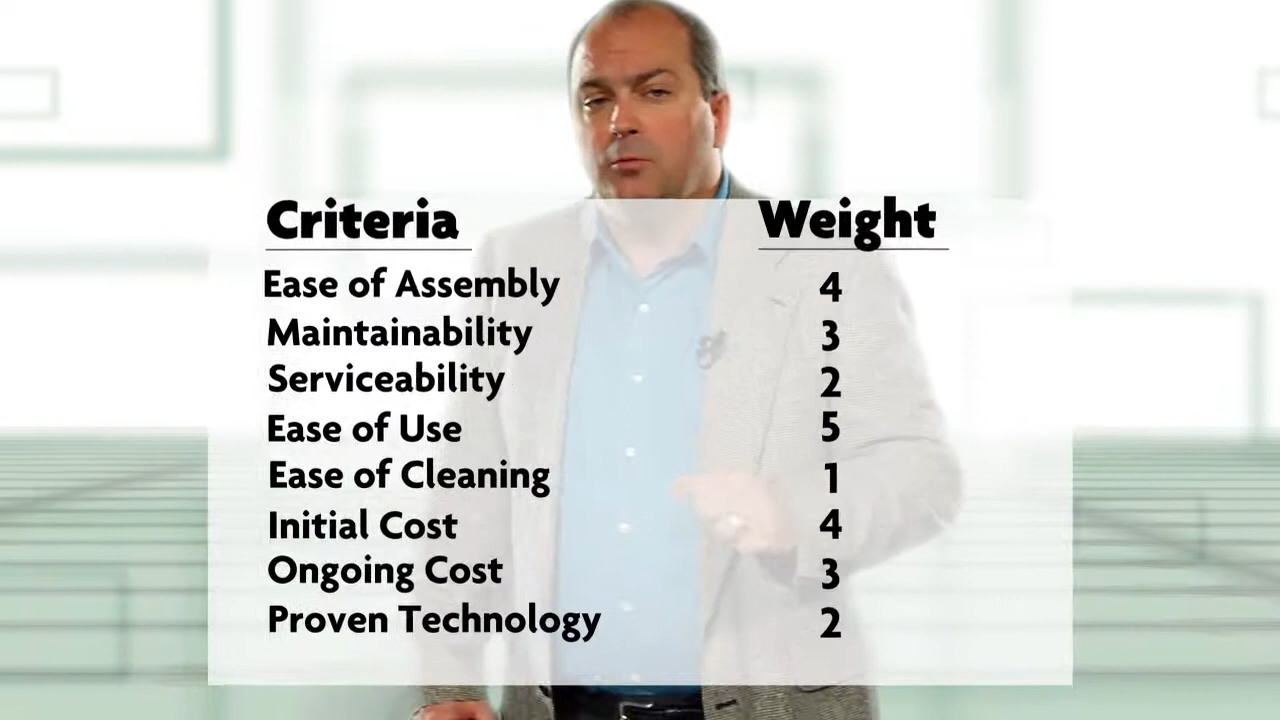 Criteria Weight
Ease of Assembly 4
Maintainability 3
Serviceability 2
Ease of Use 5
Ease of Cleaning 1
Initial Cost 4
Ongoing Cost 3
Proven Technology 2